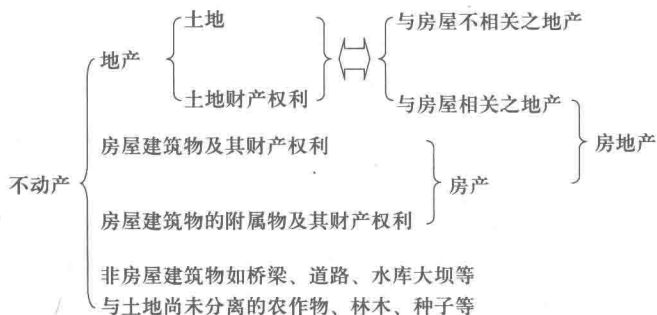 土地
与房屋不相关之地产
地产
土地财产权利
与房屋相关之地产
房屋建筑物及其财产权利
房地产
不动产
房产
房屋建筑物的附属物及其财产权利
非房屋建筑物如桥梁、道路、水库大坝等
与土地尚未分离的农作物、林木、种子等